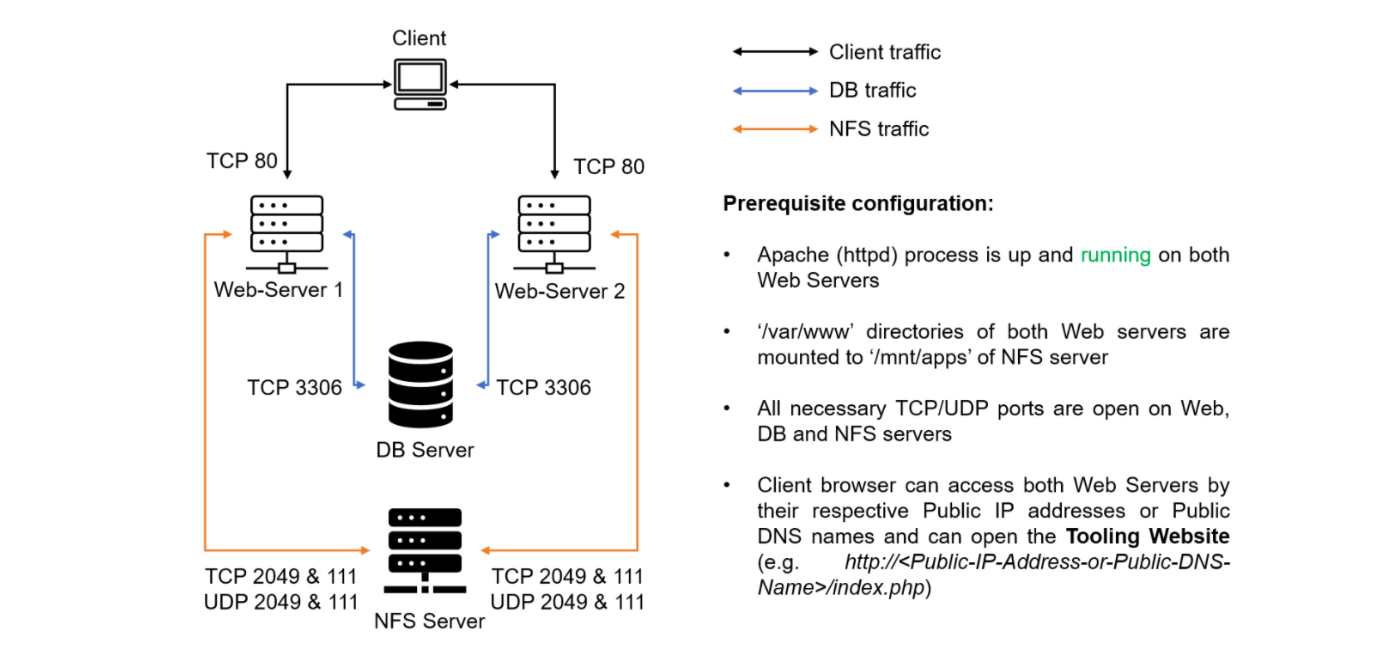 Client
TCP 80
TCP 80
Web-Server 1
Web-Server 2
TCP 3306
TCP 3306
DB Server
TCP 2049 & 111
UDP 2049 & 111
TCP 2049 & 111
UDP 2049 & 111
NFS Server
Client traffic
DB traffic
NFS traffic
Prerequisite configuration:
• Apache (httpd) process is up and running on both
Web Servers
• ‘/var/www’ directories of both Web servers are
mounted to ‘/mnt/apps’ of NFS server
• All necessary TCP/UDP ports are open on Web,
DB and NFS servers
• Client browser can access both Web Servers by
their respective Public IP addresses or Public
DNS names and can open the Tooling Website
(e.g. http://<Public-IP-Address-or-Public-DNS-
Name>/index.php)